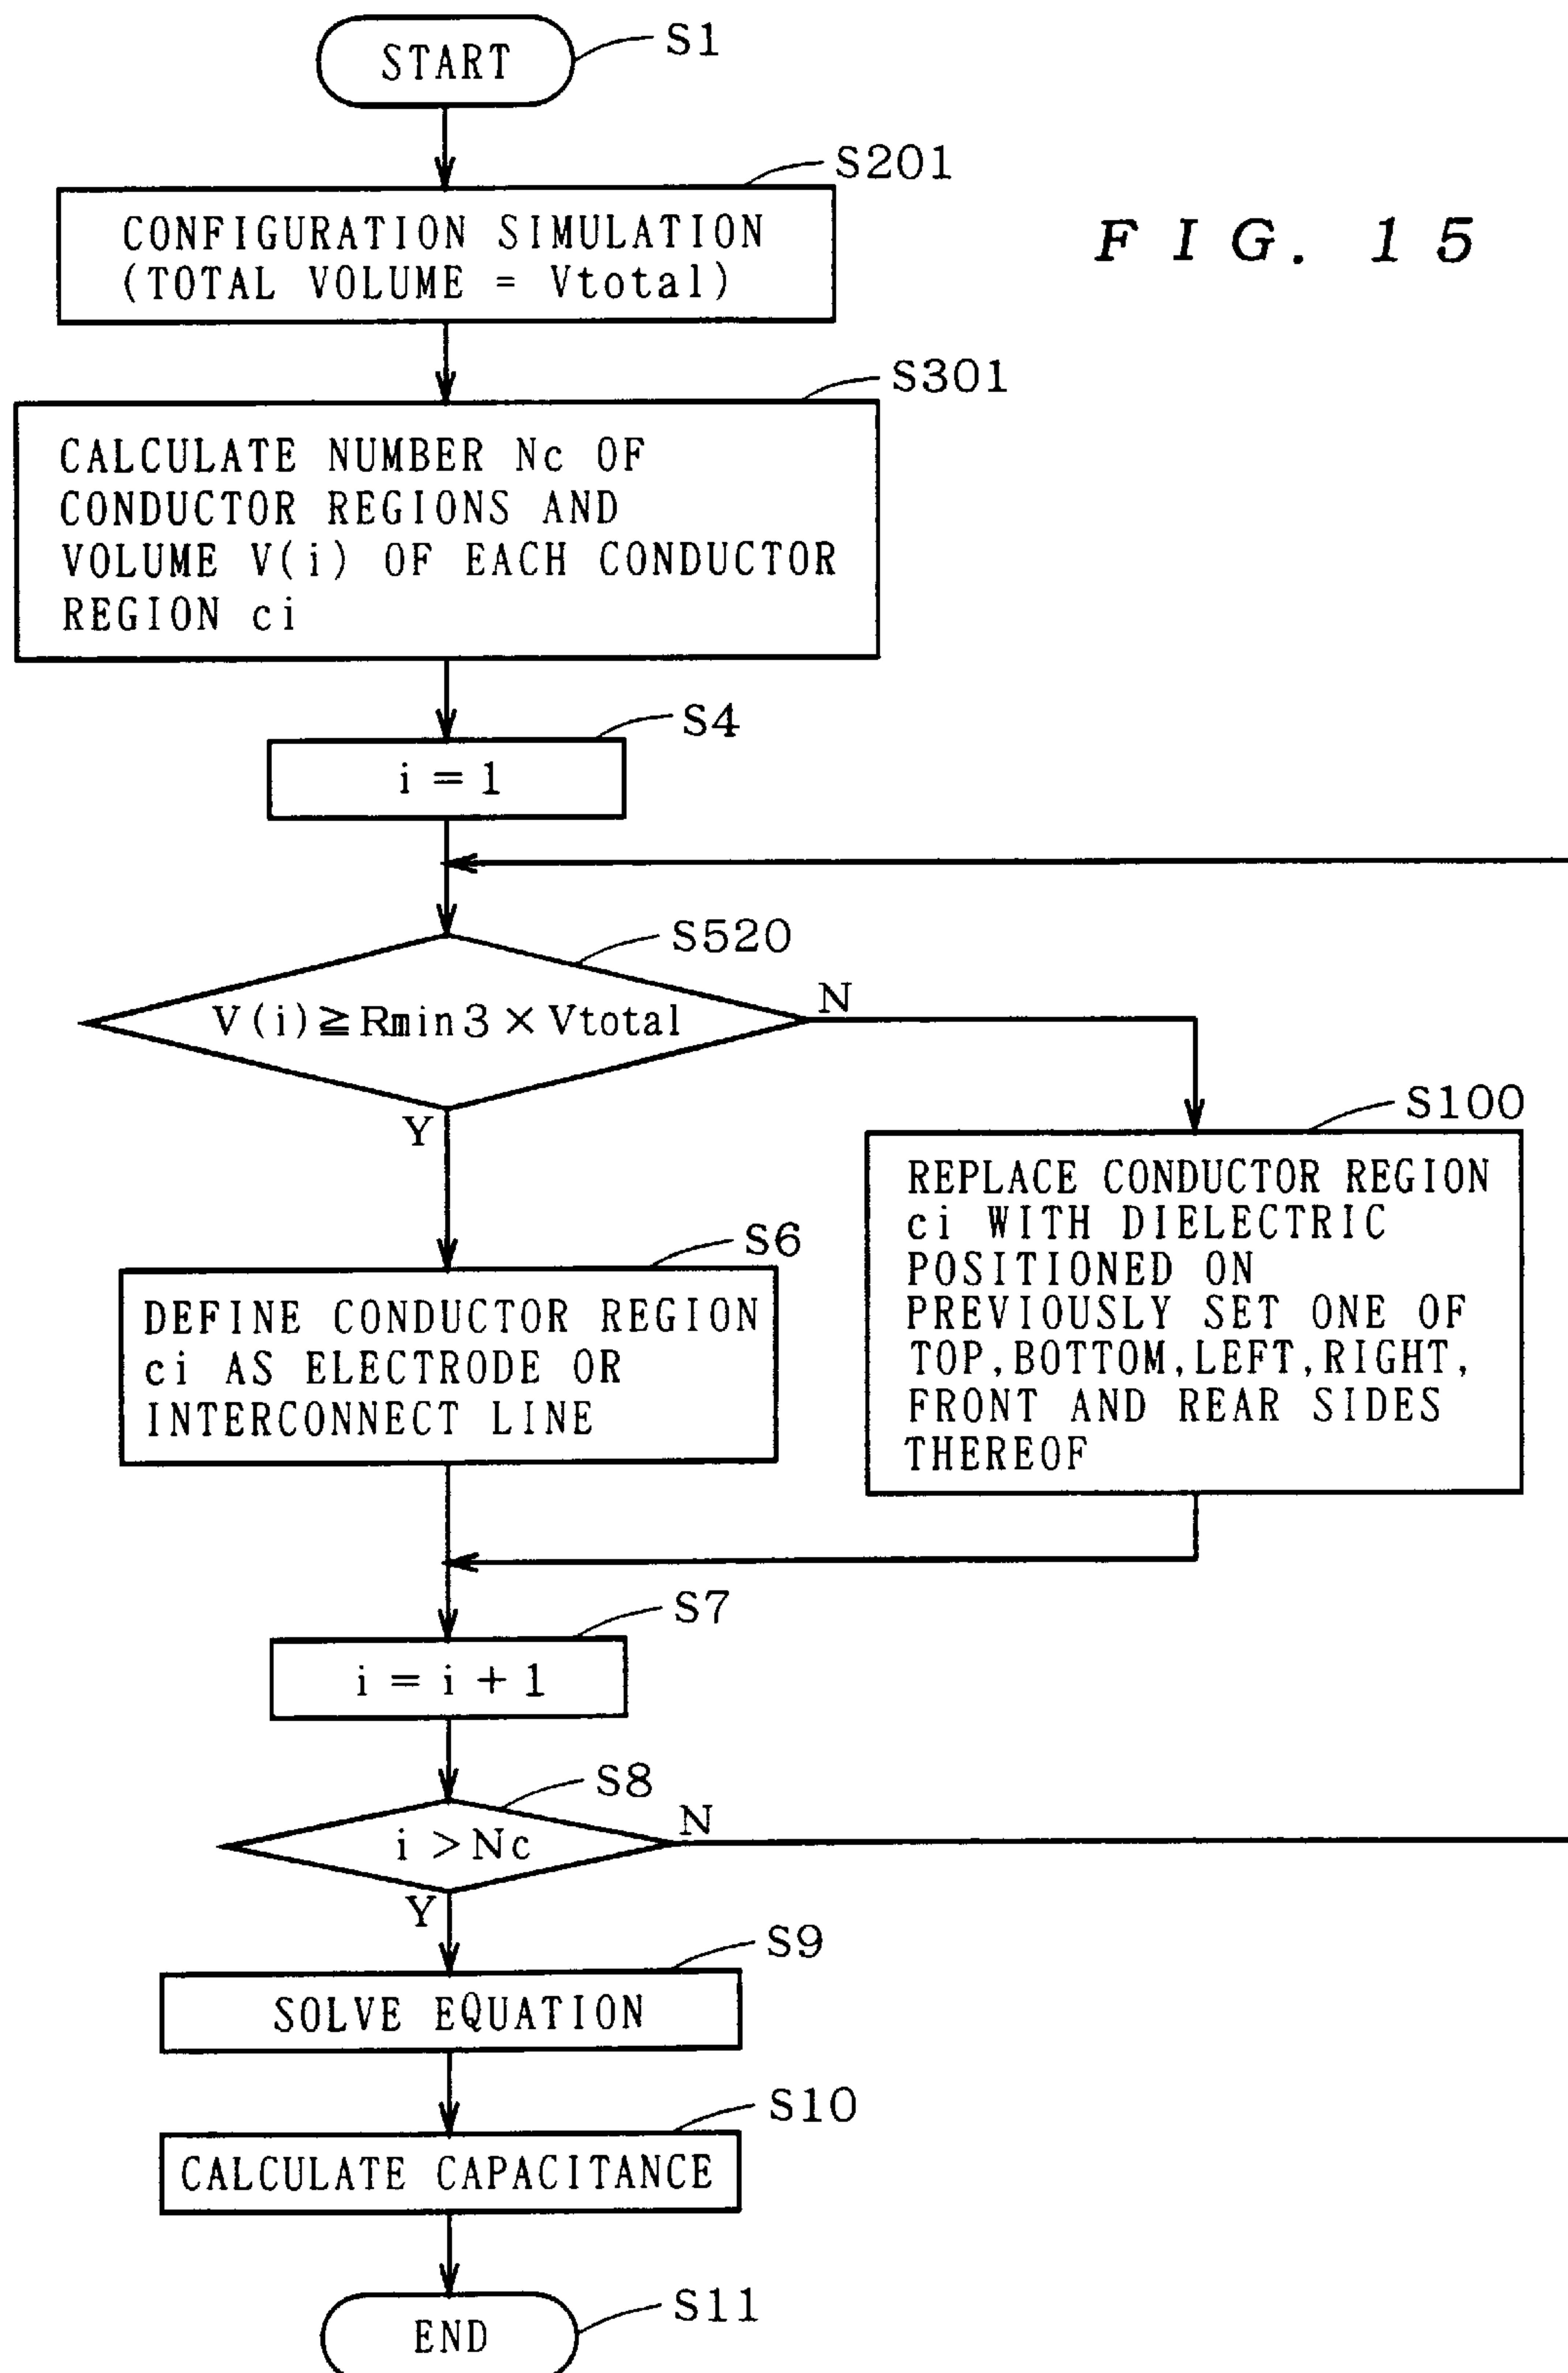 START
S1
S201
CONFIGURATION SIMULATION
(TOTAL VOLUME = Vtotal)
FIG. 15
S301
CALCULATE NUMBER Nc OF
CONDUCTOR REGIONS AND
VOLUME V(i) OF EACH CONDUCTOR
REGION ci
S4
i = 1
S520
V(i)≧Rmin3×Vtotal
N
Y
S100
REPLACE CONDUCTOR REGION
ci WITH DIELECTRIC
POSITIONED ON
PREVIOUSLY SET ONE OF
TOP,BOTTOM,LEFT,RIGHT,
FRONT AND REAR SIDES
THEREOF
S6
DEFINE CONDUCTOR REGION
ci AS ELECTRODE OR
INTERCONNECT LINE
S7
i = i + 1
S8
i > Nc
N
Y
S9
SOLVE EQUATION
S10
CALCULATE CAPACITANCE
S11
END